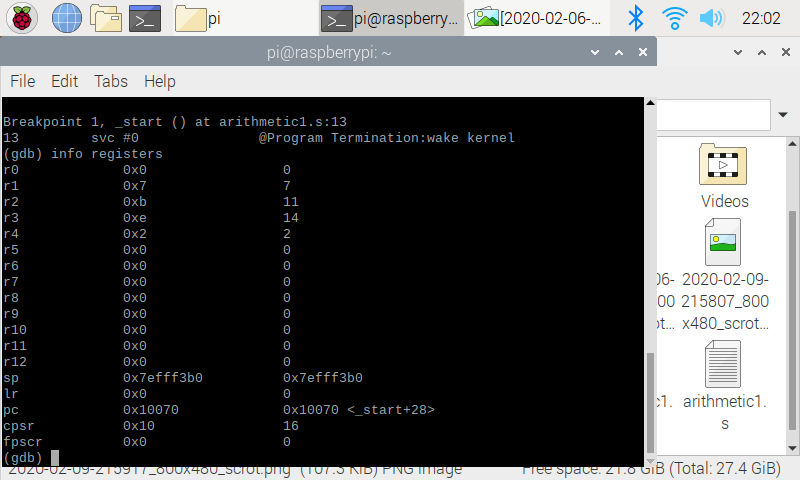 pi
pi@raspberry...
[2020-02-06-...
22:02
pi@raspberrypi: ~
File Edit Tabs Help
Breakpoint 1, _start () at arithmetic1.s:13
13 svc #0 @Program Termination:wake kernel
(gdb) info registers
r0 0x0 0
r1 0x7 7
r2 0xb 11
r3 0xe 14
r4 0x2 2
r5 0x0 0
r6 0x0 0
r7 0x0 0
r8 0x0 0
r9 0x0 0
r10 0x0 0
r11 0x0 0
r12 0x0 0
sp 0x7efff3b0 0x7efff3b0
lr 0x0 0
pc 0x10070 0x10070 <_start+28>
cpsr 0x10 16
fpscr 0x0 0
(gdb)
Videos
06-
00
ot...
2020-02-09-
215807_800
x480_scrot...
c1.
arithmetic1.
s
2020-02-09-215917_800x480_scrot.png (107.3 KiB) PNG image
Free space: 21.8 GiB (Total: 27.4 GiB)